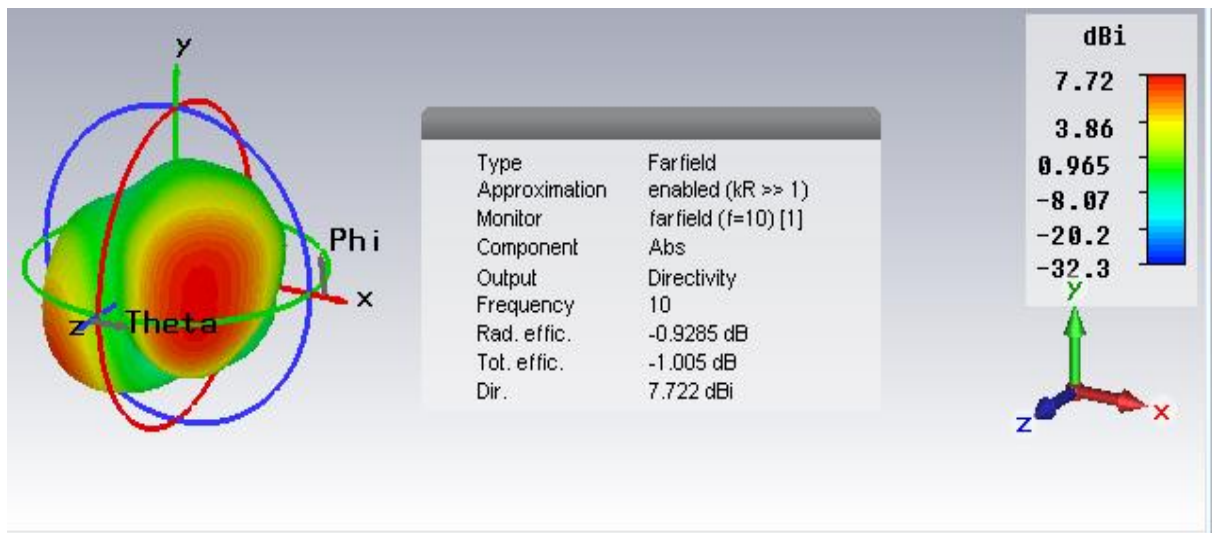 y
Phi
x
z
Theta
Type Farfield
Approximation enabled (kR >> 1)
Monitor farfield (f=10) [1]
Component Abs
Output Directivity
Frequency 10
Rad. effic. -0.9285 dB
Tot. effic. -1.005 dB
Dir. 7.722 dBi
dBi
7.72
3.86
0.965
-8.07
-20.2
-32.3
y
z
x